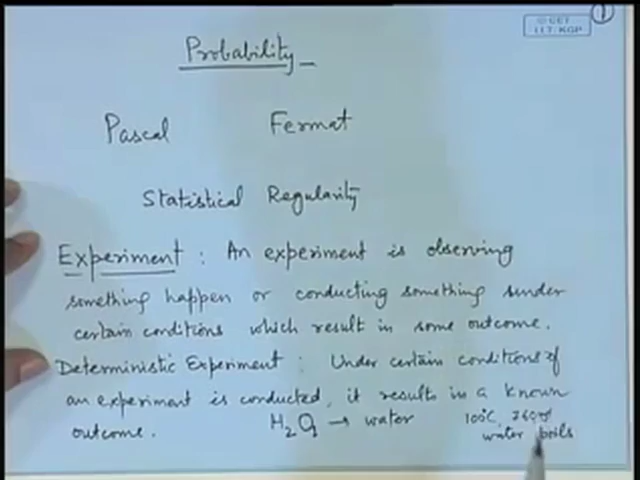 1
© CET
I.I.T. KGP
Probability
Pascal Fermat
Statistical Regularity
Experiment : An experiment is observing
something happen or conducting something under
certain conditions which result in some outcome.
Deterministic Experiment : Under certain conditions if
an experiment is conducted, it results in a known
outcome. H2O → water 100°C, 760
water boils